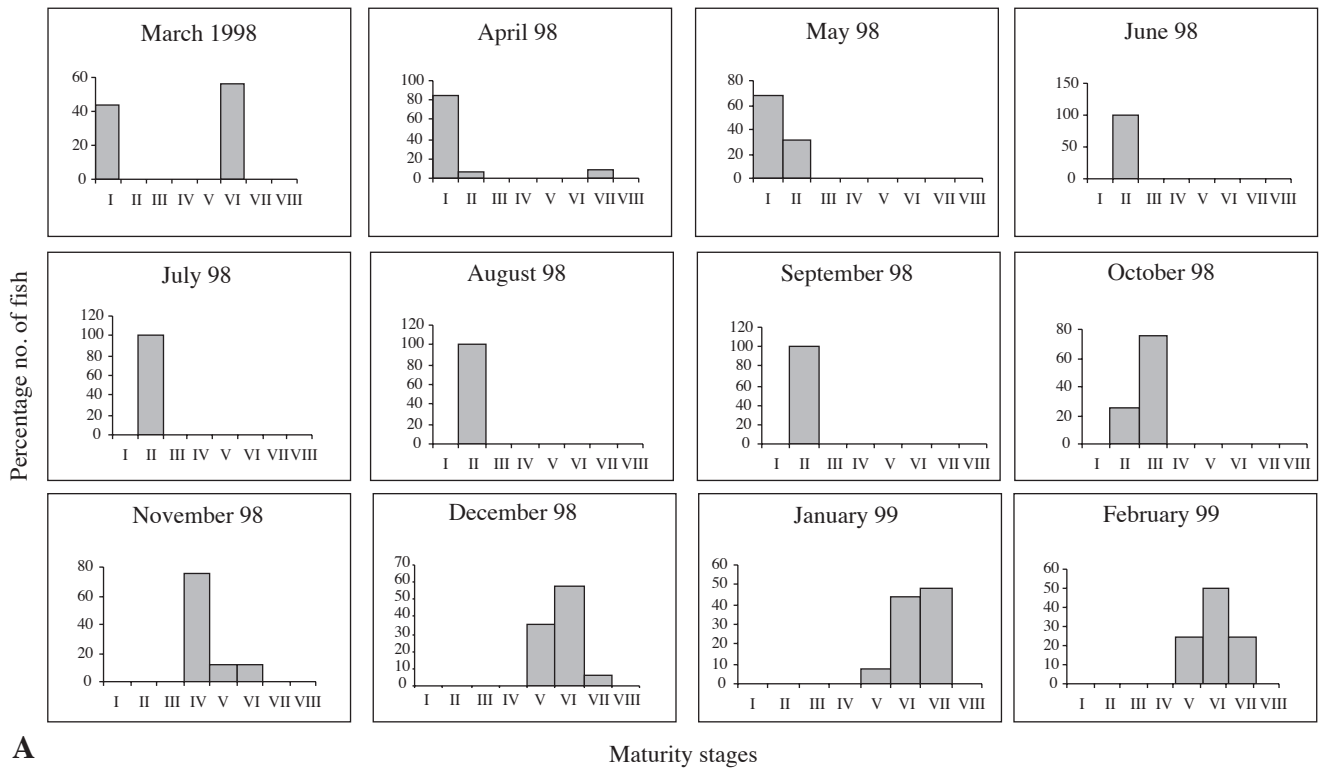 March 1998
60
40
20
0
I II III IV V VI VII VIII
April 98
100
80
60
40
20
0
I II III IV V VI VII VIII
May 98
80
60
40
20
0
I II III IV V VI VII VIII
June 98
150
100
50
0
I II III IV V VI VII VIII
Percentage no. of fish
July 98
120
100
80
60
40
20
0
I II III IV V VI VII VIII
August 98
120
100
80
60
40
20
0
I II III IV V VI VII VIII
September 98
120
100
80
60
40
20
0
I II III IV V VI VII VIII
October 98
80
60
40
20
0
I II III IV V VI VII VIII
November 98
80
60
40
20
0
I II III IV V VI VII VIII
December 98
70
60
50
40
30
20
10
0
I II III IV V VI VII VIII
January 99
60
50
40
30
20
10
0
I II III IV V VI VII VIII
February 99
60
50
40
30
20
10
0
I II III IV V VI VII VIII
A
Maturity stages